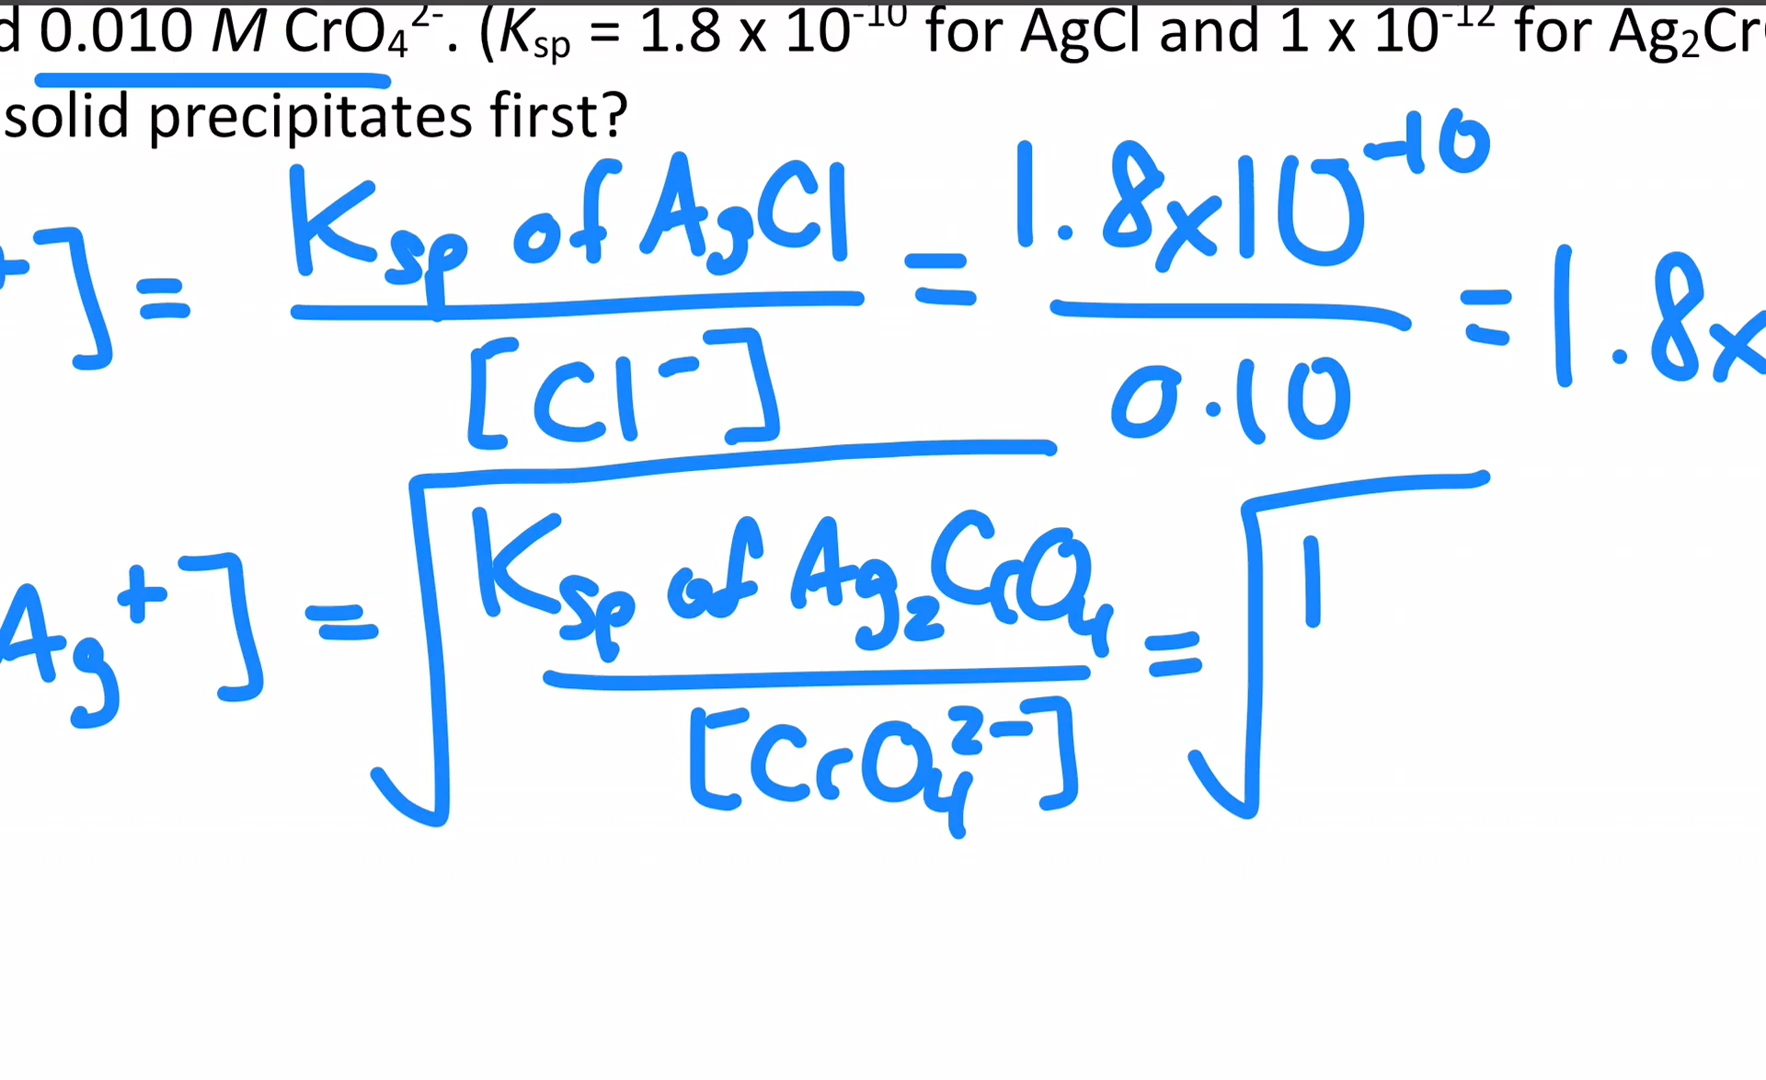 d 0.010 M CrO₄²⁻. (Ksp = 1.8 x 10⁻¹⁰ for AgCl and 1 x 10⁻¹² for Ag₂Cr
solid precipitates first?
⁺] = Ksp of AgCl / [Cl⁻] = 1.8x10⁻¹⁰ / 0.10 = 1.8x
Ag⁺] = √(Ksp of Ag₂CrO₄ / [CrO₄²⁻]) = √1